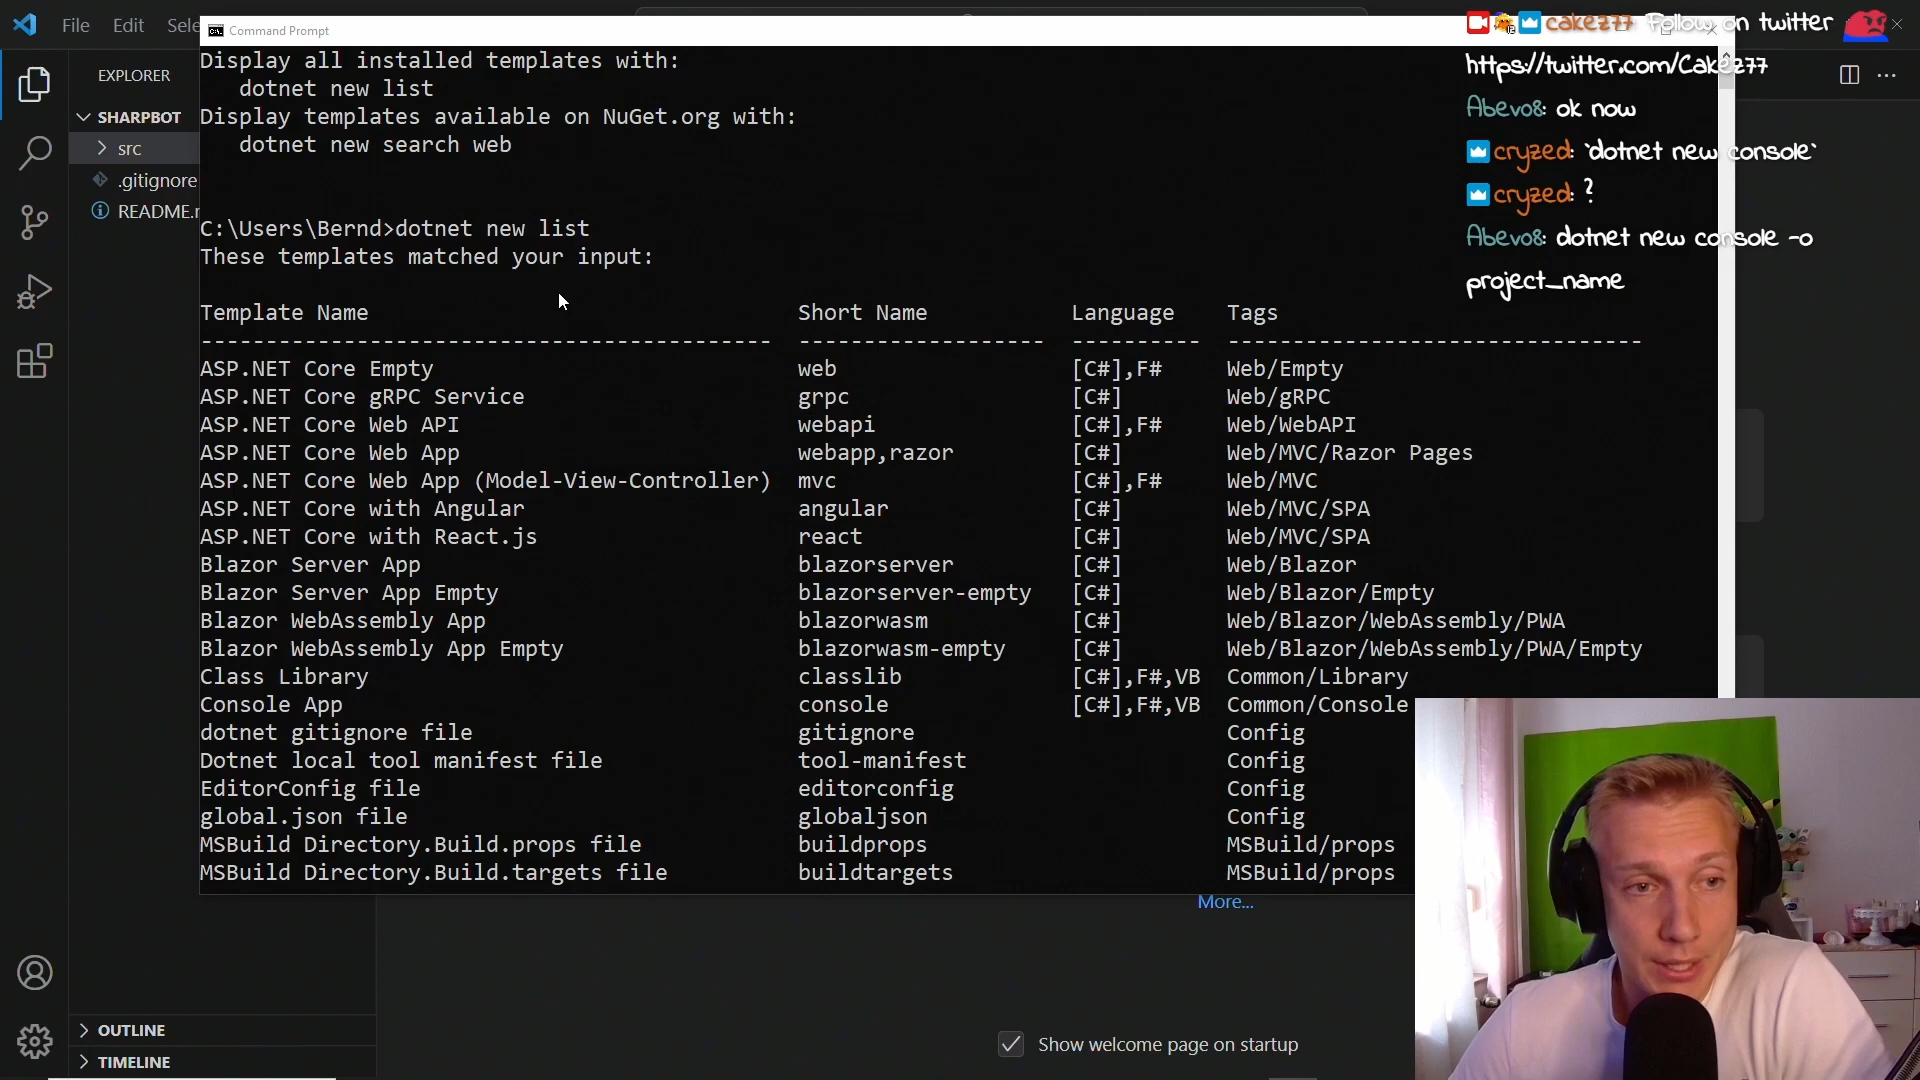 File Edit Sele
Command Prompt
cakez77 Follow on twitter
https://twitter.com/Cakez77
Abevo8: ok now
cryzed: `dotnet new console`
cryzed: ?
Abevo8: dotnet new console -o
project_name
EXPLORER
SHARPBOT
src
.gitignore
README.
Display all installed templates with:
dotnet new list
Display templates available on NuGet.org with:
dotnet new search web
C:\Users\Bernd>dotnet new list
These templates matched your input:
Template Name Short Name Language Tags
-------------------------------------------- ------------------- ---------- --------------------------------
ASP.NET Core Empty web [C#],F# Web/Empty
ASP.NET Core gRPC Service grpc [C#] Web/gRPC
ASP.NET Core Web API webapi [C#],F# Web/WebAPI
ASP.NET Core Web App webapp,razor [C#] Web/MVC/Razor Pages
ASP.NET Core Web App (Model-View-Controller) mvc [C#],F# Web/MVC
ASP.NET Core with Angular angular [C#] Web/MVC/SPA
ASP.NET Core with React.js react [C#] Web/MVC/SPA
Blazor Server App blazorserver [C#] Web/Blazor
Blazor Server App Empty blazorserver-empty [C#] Web/Blazor/Empty
Blazor WebAssembly App blazorwasm [C#] Web/Blazor/WebAssembly/PWA
Blazor WebAssembly App Empty blazorwasm-empty [C#] Web/Blazor/WebAssembly/PWA/Empty
Class Library classlib [C#],F#,VB Common/Library
Console App console [C#],F#,VB Common/Console
dotnet gitignore file gitignore Config
Dotnet local tool manifest file tool-manifest Config
EditorConfig file editorconfig Config
global.json file globaljson Config
MSBuild Directory.Build.props file buildprops MSBuild/props
MSBuild Directory.Build.targets file buildtargets MSBuild/props
More...
Show welcome page on startup
OUTLINE
TIMELINE